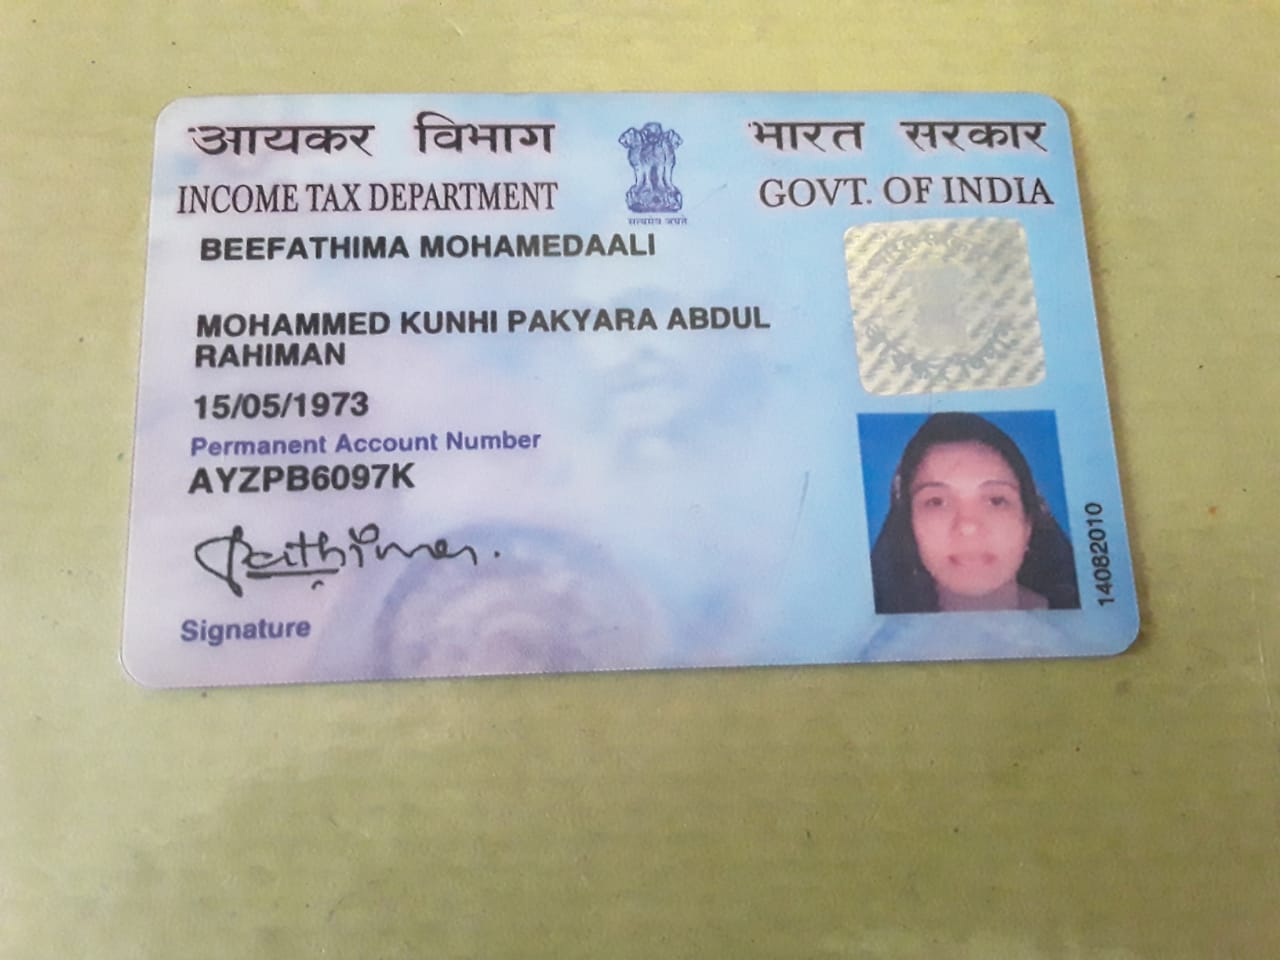 आयकर विभाग
INCOME TAX DEPARTMENT
भारत सरकार
GOVT. OF INDIA
सत्यमेव जयते
BEEFATHIMA MOHAMEDAALI
MOHAMMED KUNHI PAKYARA ABDUL
RAHIMAN
15/05/1973
Permanent Account Number
AYZPB6097K
Signature
14082010